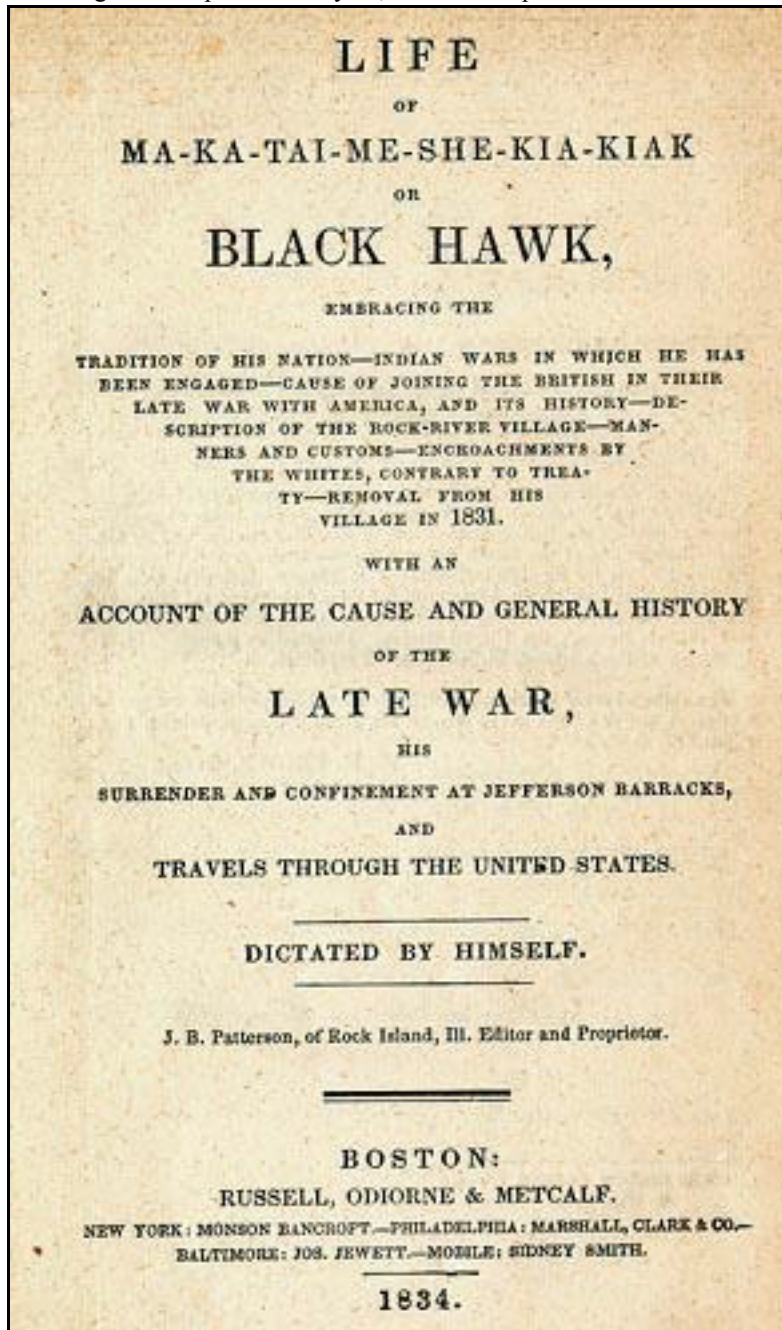 LIFE
OF
MA-KA-TAI-ME-SHE-KIA-KIAK
OR
BLACK HAWK,
EMBRACING THE
TRADITION OF HIS NATION—INDIAN WARS IN WHICH HE HAS
BEEN ENGAGED—CAUSE OF JOINING THE BRITISH IN THEIR
LATE WAR WITH AMERICA, AND ITS HISTORY—DE-
SCRIPTION OF THE ROCK-RIVER VILLAGE—MAN-
NERS AND CUSTOMS—ENCROACHMENTS BY
THE WHITES, CONTRARY TO TREA-
TY—REMOVAL FROM HIS
VILLAGE IN 1831.
WITH AN
ACCOUNT OF THE CAUSE AND GENERAL HISTORY
OF THE
LATE WAR,
HIS
SURRENDER AND CONFINEMENT AT JEFFERSON BARRACKS,
AND
TRAVELS THROUGH THE UNITED STATES.
DICTATED BY HIMSELF.
J. B. Patterson, of Rock Island, Ill. Editor and Proprietor.
BOSTON:
RUSSELL, ODIORNE & METCALF.
NEW YORK: MONSON BANCROFT.—PHILADELPHIA: MARSHALL, CLARK & CO.—
BALTIMORE: JOS. JEWETT.—MOBILE: SIDNEY SMITH.
1834.